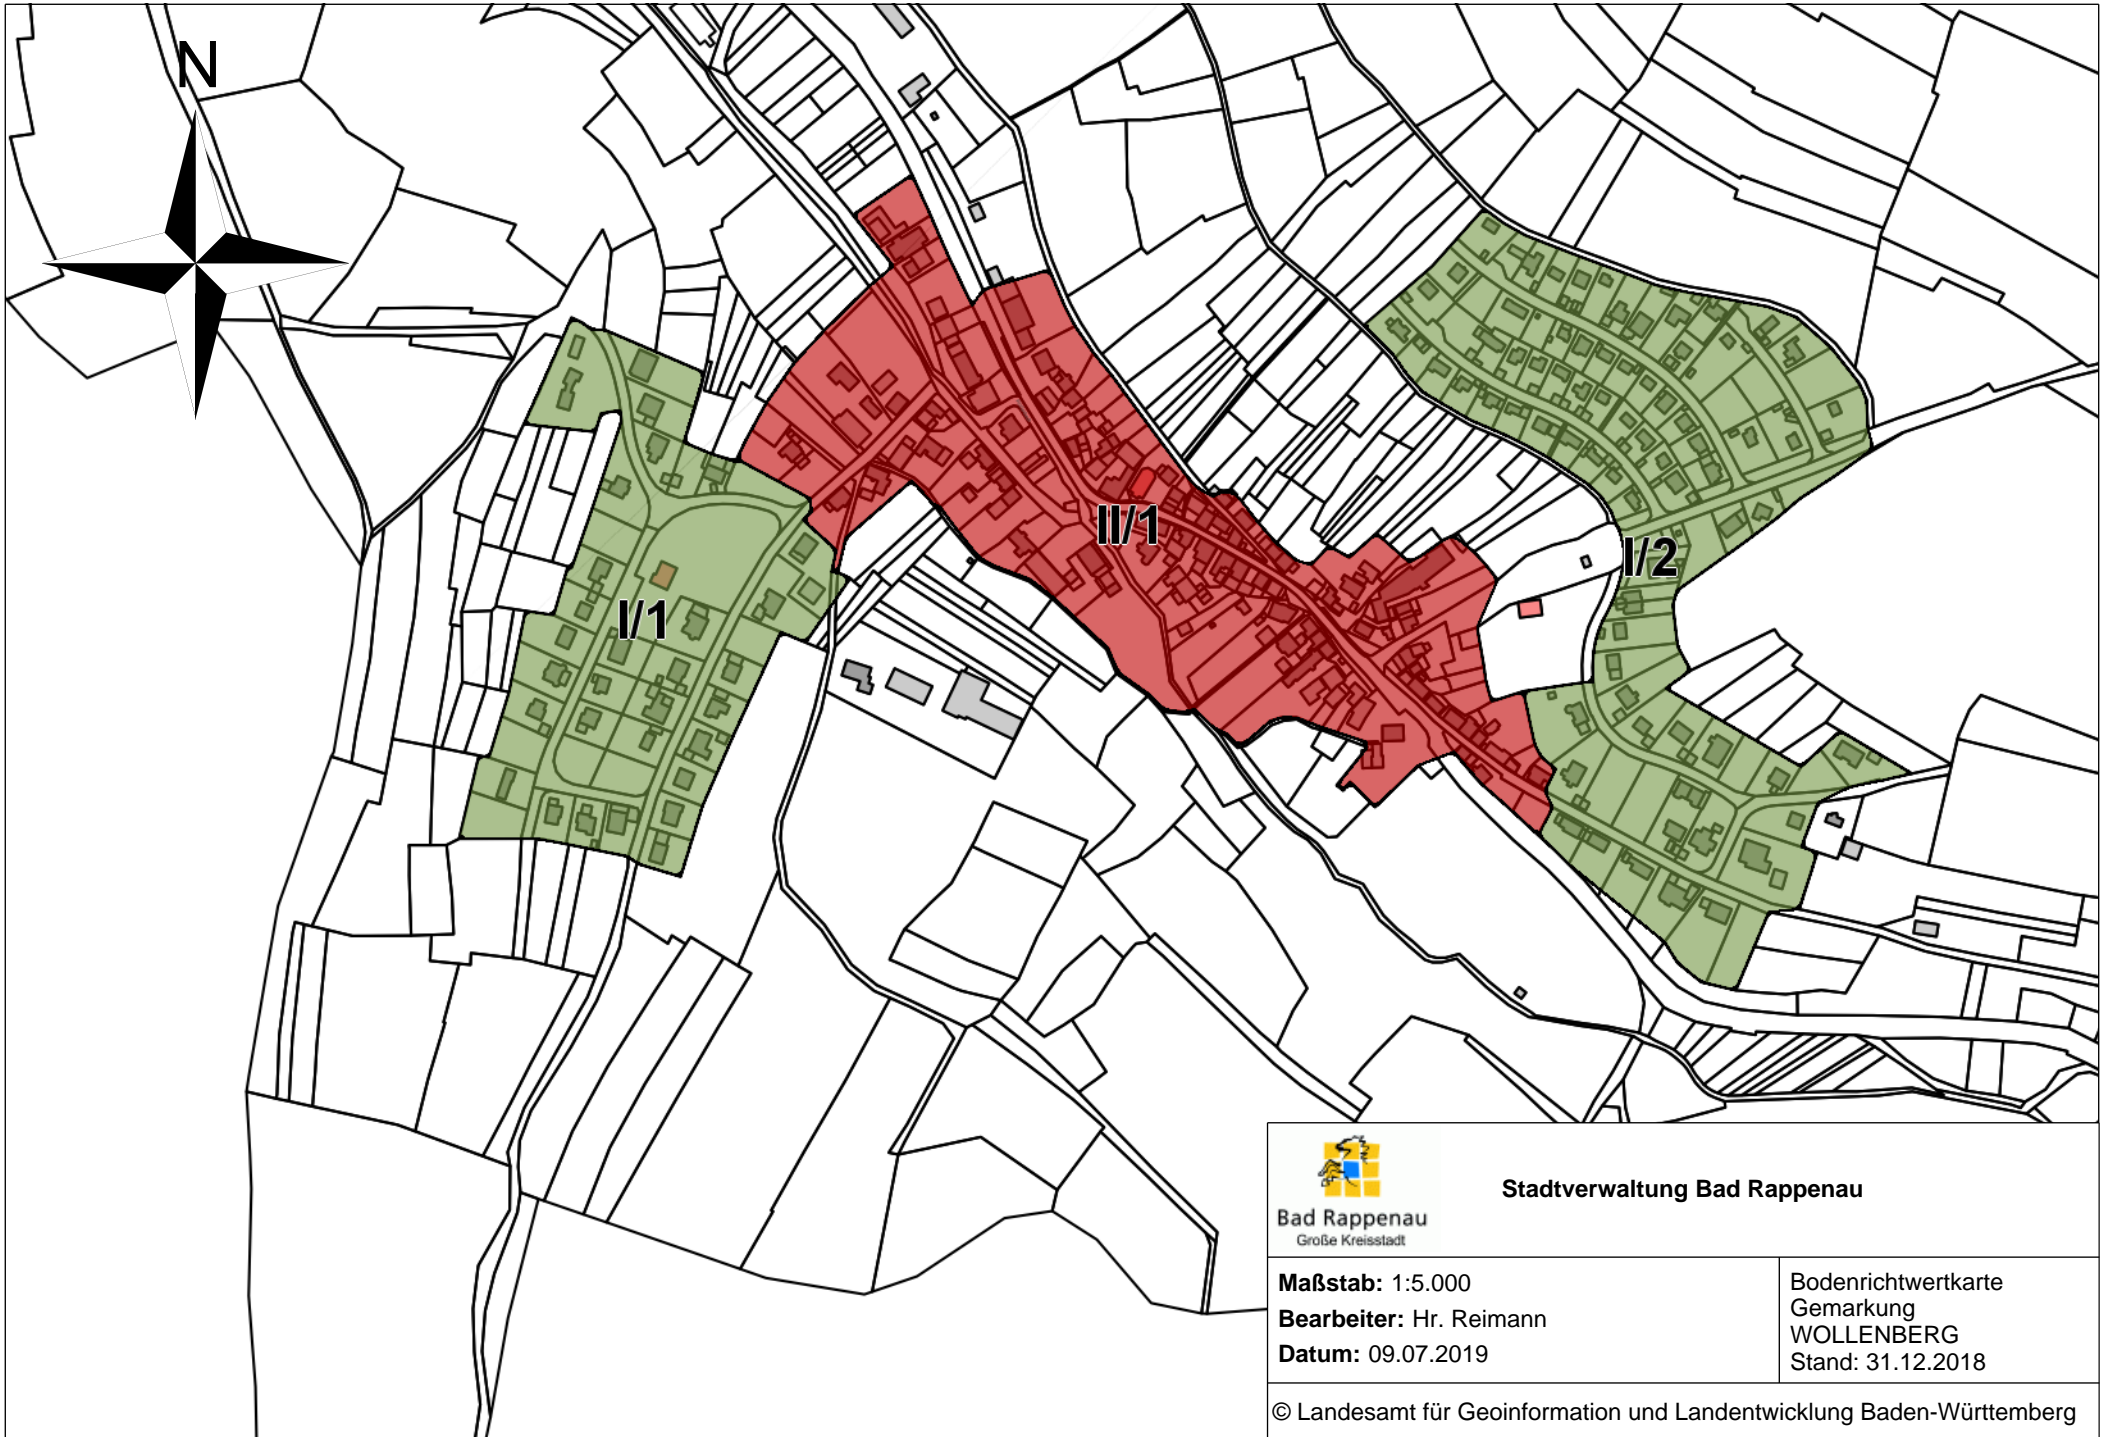 N
II/1
I/2
I/1
Bad Rappenau
Große Kreisstadt
Stadtverwaltung Bad Rappenau
Maßstab: 1:5.000
Bearbeiter: Hr. Reimann
Datum: 09.07.2019
Bodenrichtwertkarte
Gemarkung
WOLLENBERG
Stand: 31.12.2018
© Landesamt für Geoinformation und Landentwicklung Baden-Württemberg